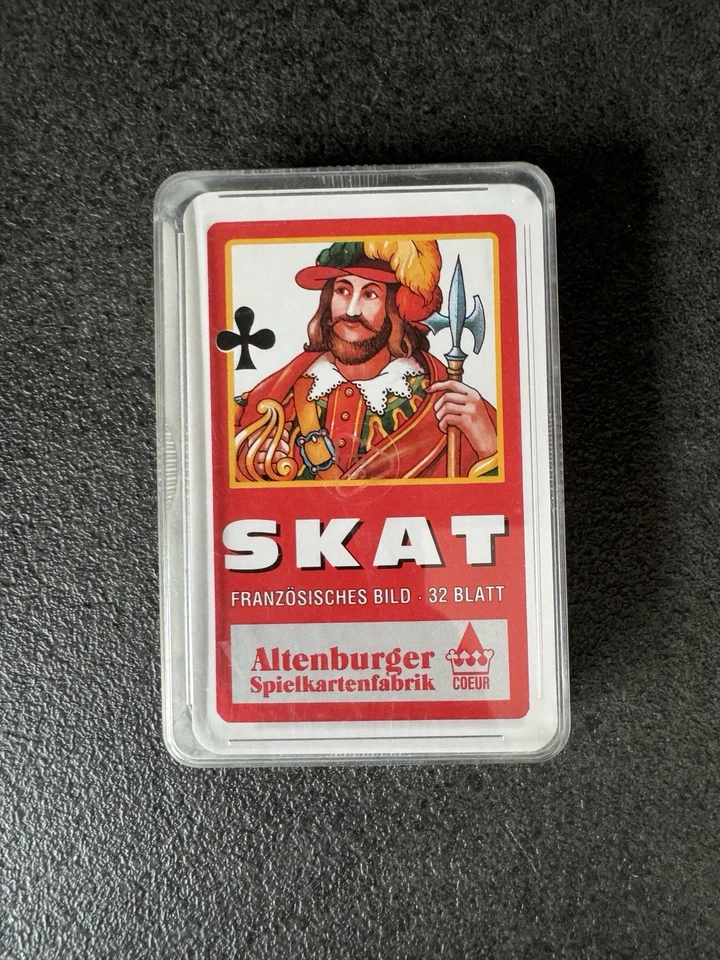 SKAT
FRANZÖSISCHES BILD · 32 BLATT
Altenburger
Spielkartenfabrik
COEUR